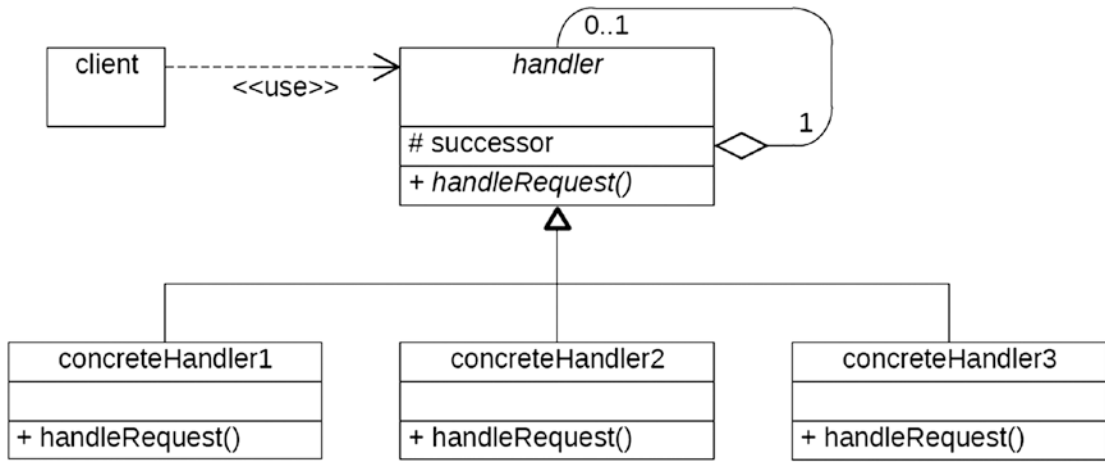 0..1
client
handler
<<use>>
1
# successor
+ handleRequest()
concreteHandler1
concreteHandler2
concreteHandler3
+ handleRequest()
+ handleRequest()
+ handleRequest()